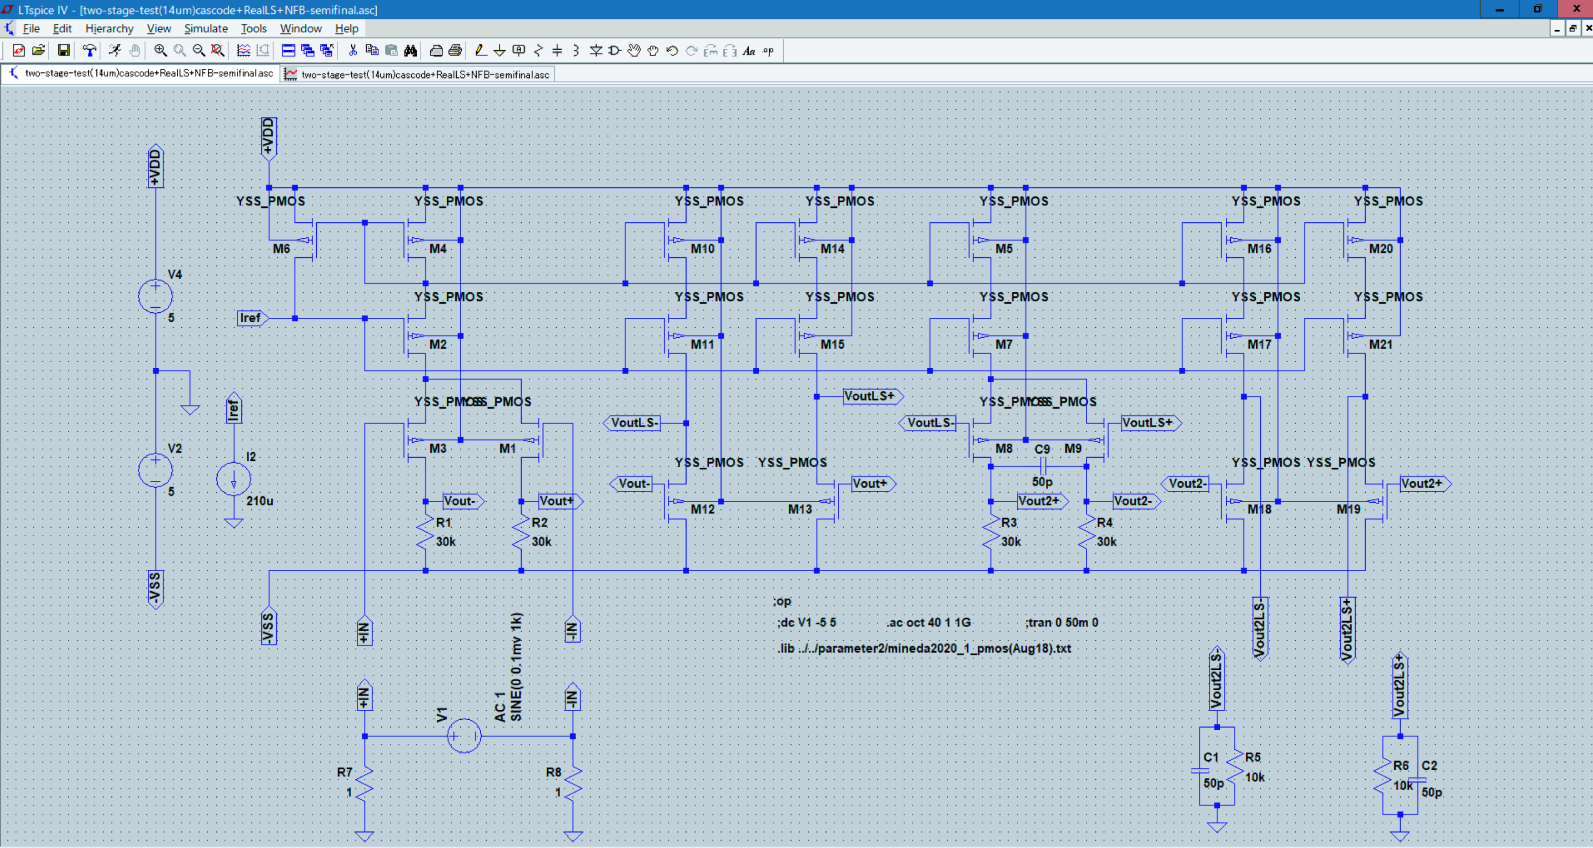 LTspice IV - [two-stage-test(14um)cascode+RealLS+NFB-semifinal.asc]
File Edit Hierarchy View Simulate Tools Window Help
two-stage-test(14um)cascode+RealLS+NFB-semifinal.asc two-stage-test(14um)cascode+RealLS+NFB-semifinal.asc
+VDD +VDD
YSS_PMOS YSS_PMOS YSS_PMOS YSS_PMOS YSS_PMOS YSS_PMOS YSS_PMOS
M6 M4 M10 M14 M5 M16 M20
V4
5
YSS_PMOS YSS_PMOS YSS_PMOS YSS_PMOS YSS_PMOS YSS_PMOS
Iref
M2 M11 M15 M7 M17 M21
Iref
YSS_PMOS YSS_PMOS VoutLS+ YSS_PMOS YSS_PMOS
VoutLS- VoutLS- VoutLS+
V2
5
I2
210u
M3 M1 M8 C9 M9
50p
YSS_PMOS YSS_PMOS YSS_PMOS YSS_PMOS
Vout- Vout+ Vout2- Vout2+
Vout- Vout+ M12 M13 Vout2+ Vout2- M18 M19
R1 R2 R3 R4
30k 30k 30k 30k
-VSS -VSS
+IN -IN
;op
;dc V1 -5 5 .ac oct 40 1 1G ;tran 0 50m 0
.lib ../../parameter2/mineda2020_1_pmos(Aug18).txt
Vout2LS- Vout2LS+
+IN -IN
V1
AC 1
SINE(0 0.1mv 1k)
Vout2LS- Vout2LS+
R7 R8
1 1
C1 R5 R6 C2
50p 10k 10k 50p